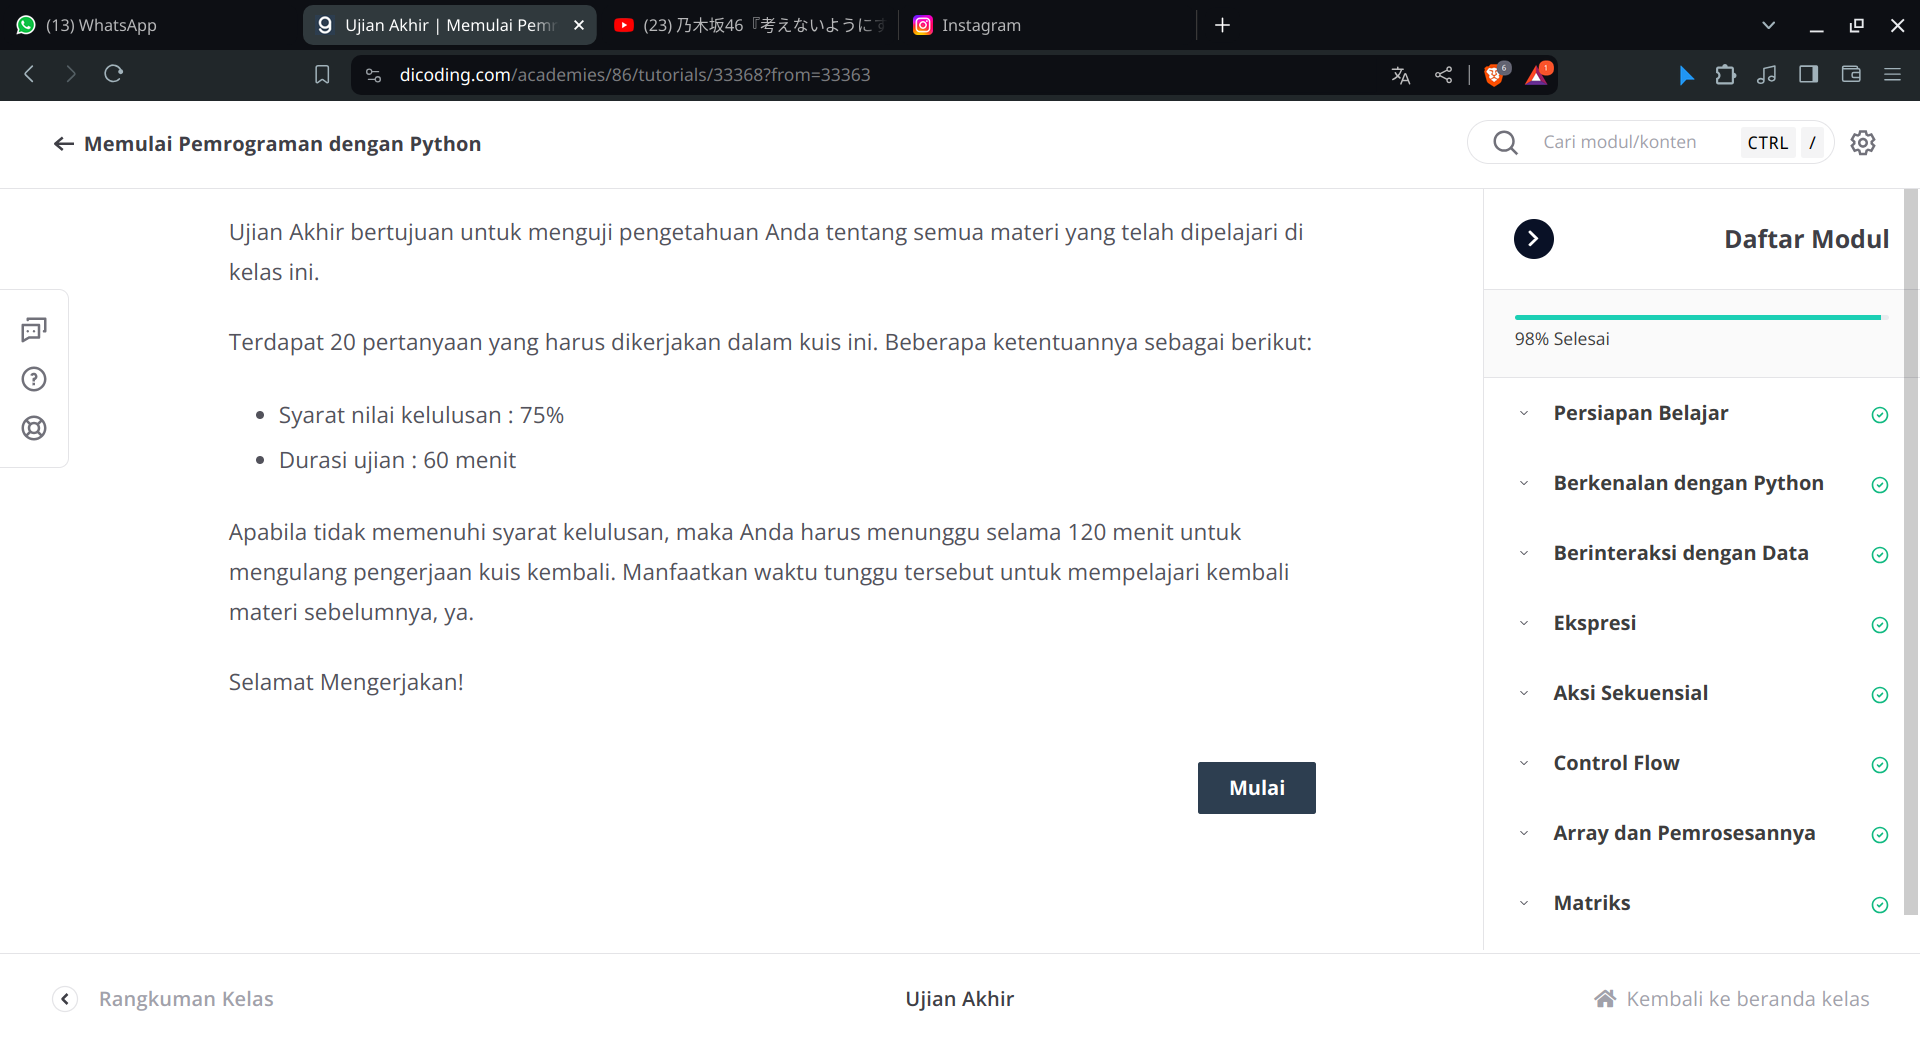 (13) WhatsApp
Ujian Akhir | Memulai Pem
(23) 乃木坂46『考えないように
Instagram
dicoding.com/academies/86/tutorials/33368?from=33363
6
1
Memulai Pemrograman dengan Python
Cari modul/konten
CTRL
/
Ujian Akhir bertujuan untuk menguji pengetahuan Anda tentang semua materi yang telah dipelajari di
kelas ini.
Terdapat 20 pertanyaan yang harus dikerjakan dalam kuis ini. Beberapa ketentuannya sebagai berikut:
• Syarat nilai kelulusan : 75%
• Durasi ujian : 60 menit
Apabila tidak memenuhi syarat kelulusan, maka Anda harus menunggu selama 120 menit untuk
mengulang pengerjaan kuis kembali. Manfaatkan waktu tunggu tersebut untuk mempelajari kembali
materi sebelumnya, ya.
Selamat Mengerjakan!
Mulai
Daftar Modul
98% Selesai
Persiapan Belajar
Berkenalan dengan Python
Berinteraksi dengan Data
Ekspresi
Aksi Sekuensial
Control Flow
Array dan Pemrosesannya
Matriks
Rangkuman Kelas
Ujian Akhir
Kembali ke beranda kelas